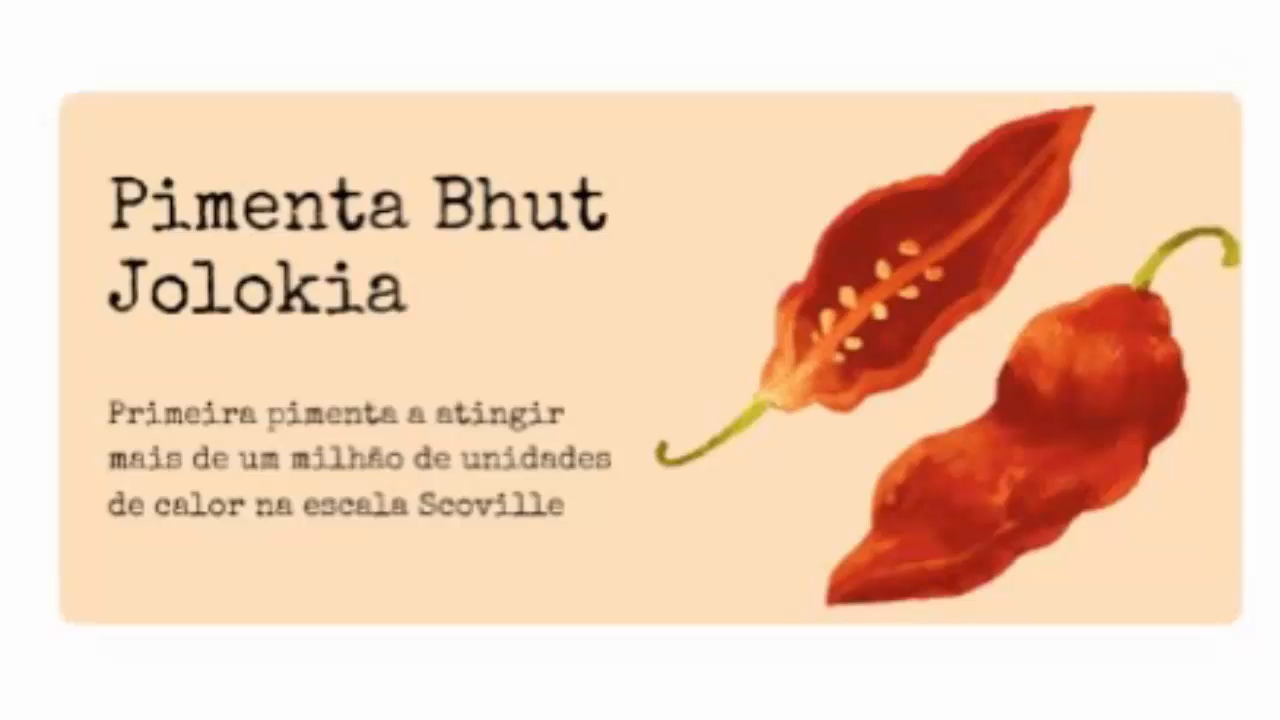 Pimenta Bhut
Jolokia
Primeira pimenta a atingir
mais de um milhão de unidades
de calor na escala Scoville